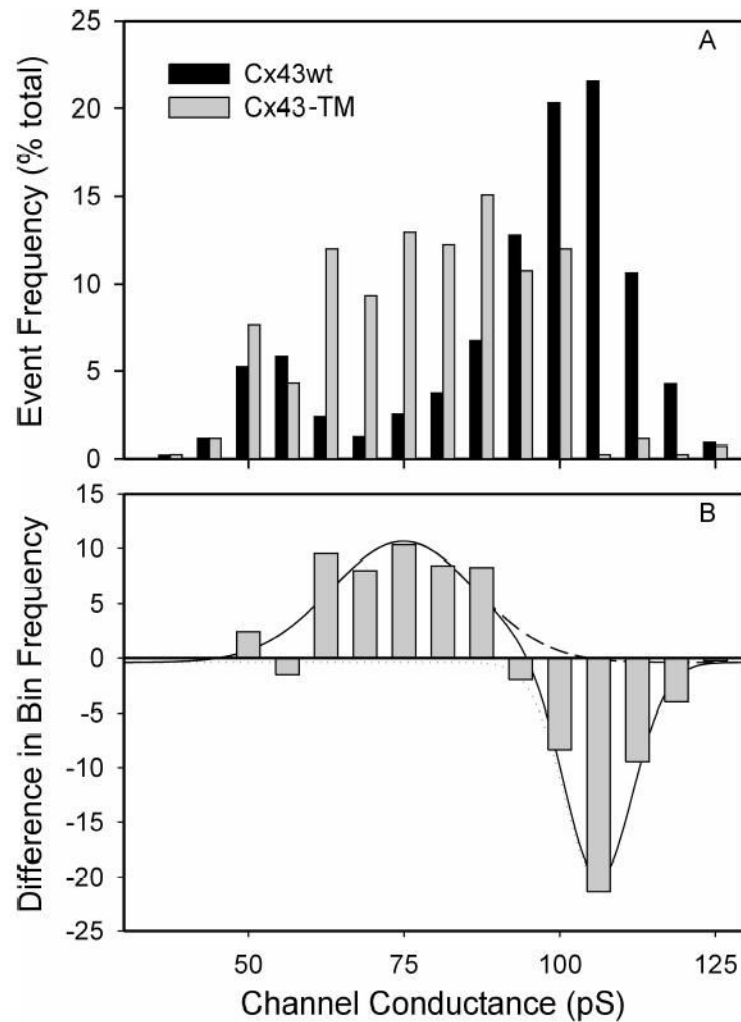 A
Cx43wt
Cx43-TM
Event Frequency (% total)
25
20
15
10
5
0
B
Difference in Bin Frequency
15
10
5
0
-5
-10
-15
-20
-25
50 75 100 125
Channel Conductance (pS)